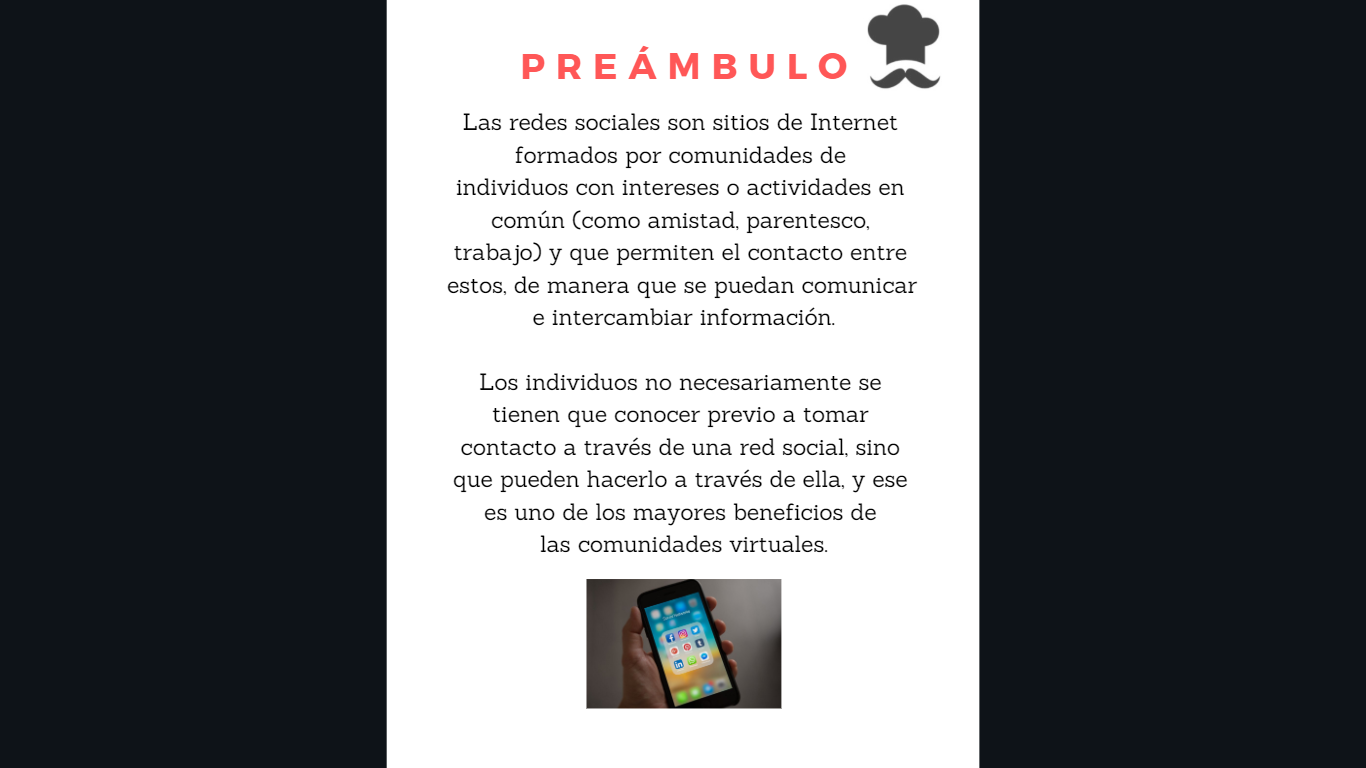 PREÁMBULO
Las redes sociales son sitios de Internet
formados por comunidades de
individuos con intereses o actividades en
común (como amistad, parentesco,
trabajo) y que permiten el contacto entre
estos, de manera que se puedan comunicar
e intercambiar información.
Los individuos no necesariamente se
tienen que conocer previo a tomar
contacto a través de una red social, sino
que pueden hacerlo a través de ella, y ese
es uno de los mayores beneficios de
las comunidades virtuales.